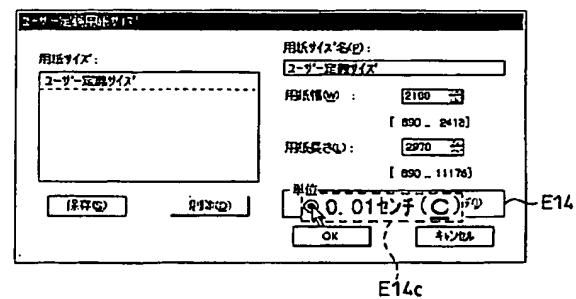 ユーザー定義用紙サイズ
用紙サイズ:
ユーザー定義サイズ
用紙サイズ名(P):
ユーザー定義サイズ
用紙幅(W) :
2100
[ 890 _ 2413]
用紙長さ(L) :
2970
[ 890 _ 11176]
保存(S)
削除(D)
単位
0. 01センチ(C)
E14
OK
キャンセル
E14c